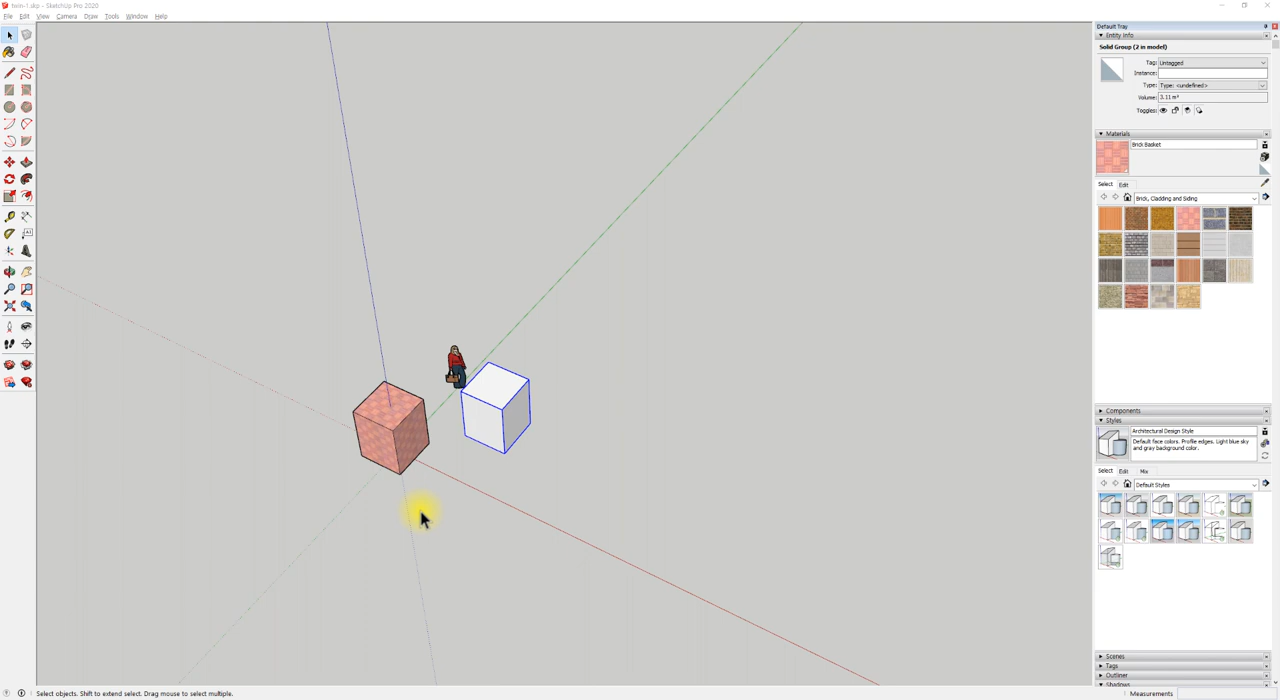 twin-1.skp - SketchUp Pro 2020
File Edit View Camera Draw Tools Window Help
Default Tray
Entity Info
Solid Group (2 in model)
Tag: Untagged
Instance:
Type: Type: <undefined>
Volume: 3.11 m³
Toggles:
Materials
Brick Basket
Select Edit
Brick, Cladding and Siding
Components
Styles
Architectural Design Style
Default face colors. Profile edges. Light blue sky
and gray background color.
Select Edit Mix
Default Styles
Scenes
Tags
Outliner
Shadows
Select objects. Shift to extend select. Drag mouse to select multiple.
Measurements